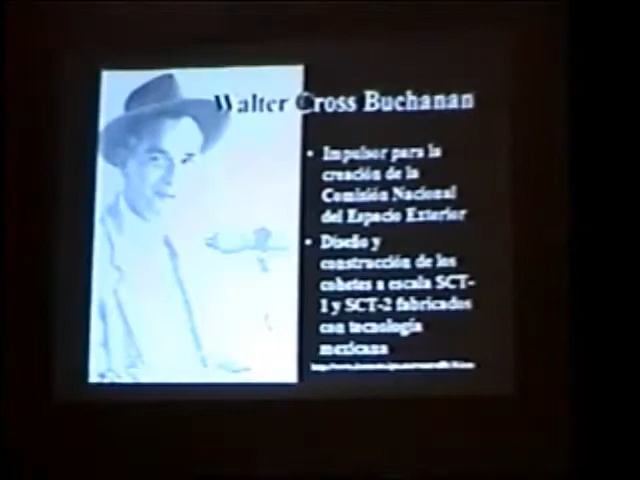 Walter Cross Buchanan
• Impulsor para la
creación de la
Comisión Nacional
del Espacio Exterior
• Diseño y
construcción de los
cohetes a escala SCT-
1 y SCT-2 fabricados
con tecnología
mexicana